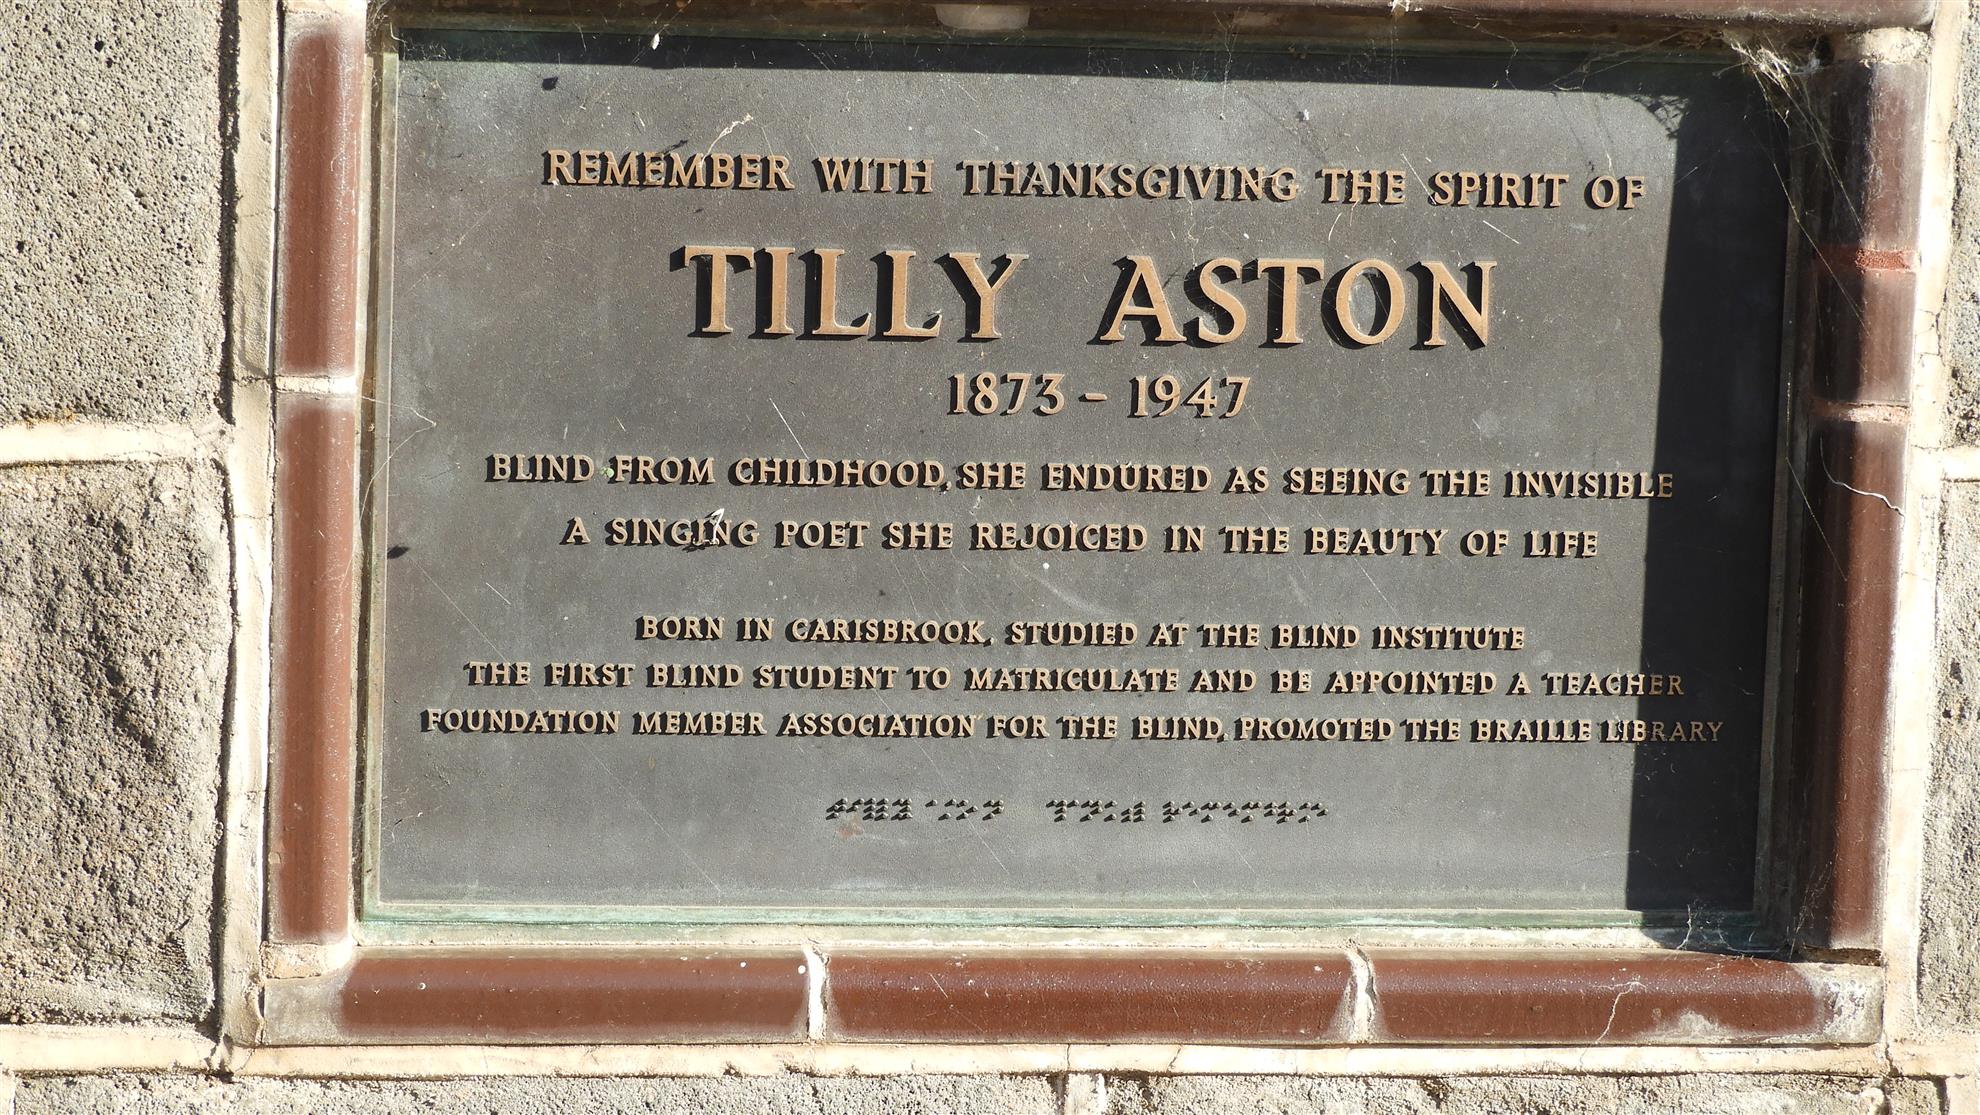 REMEMBER WITH THANKSGIVING THE SPIRIT OF
TILLY ASTON
1873 - 1947
BLIND FROM CHILDHOOD, SHE ENDURED AS SEEING THE INVISIBLE
A SINGING POET SHE REJOICED IN THE BEAUTY OF LIFE
BORN IN CARISBROOK, STUDIED AT THE BLIND INSTITUTE
THE FIRST BLIND STUDENT TO MATRICULATE AND BE APPOINTED A TEACHER
FOUNDATION MEMBER ASSOCIATION FOR THE BLIND, PROMOTED THE BRAILLE LIBRARY